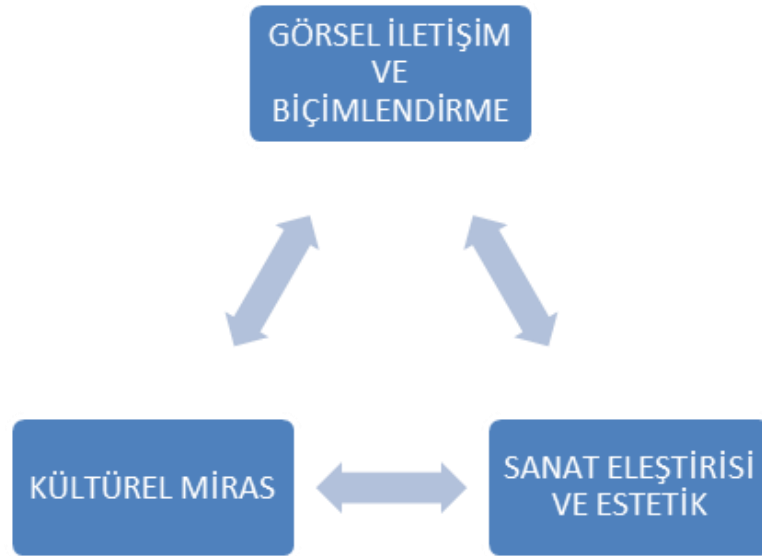 GÖRSEL İLETİŞİM
VE
BİÇİMLENDİRME
KÜLTÜREL MİRAS
SANAT ELEŞTİRİSİ
VE ESTETİK